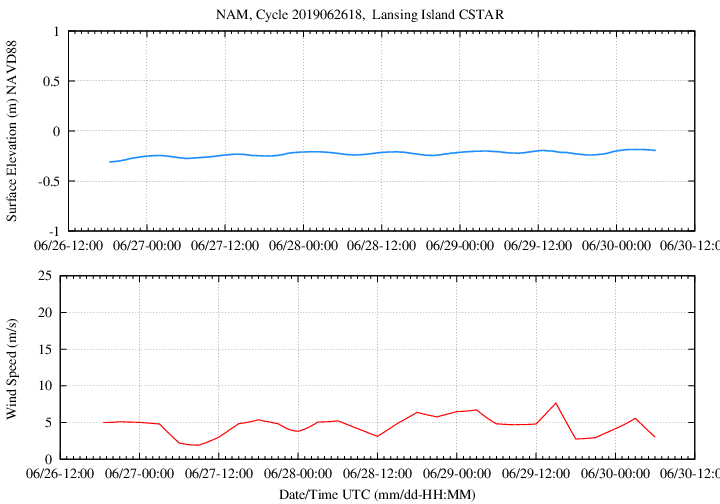 NAM, Cycle 2019062618,  Lansing Island CSTAR
Surface Elevation (m) NAVD88
1
0.5
0
-0.5
-1
06/26-12:00 06/27-00:00 06/27-12:00 06/28-00:00 06/28-12:00 06/29-00:00 06/29-12:00 06/30-00:00 06/30-12:0
Wind Speed (m/s)
25
20
15
10
5
0
06/26-12:00 06/27-00:00 06/27-12:00 06/28-00:00 06/28-12:00 06/29-00:00 06/29-12:00 06/30-00:00 06/30-12:0
Date/Time UTC (mm/dd-HH:MM)